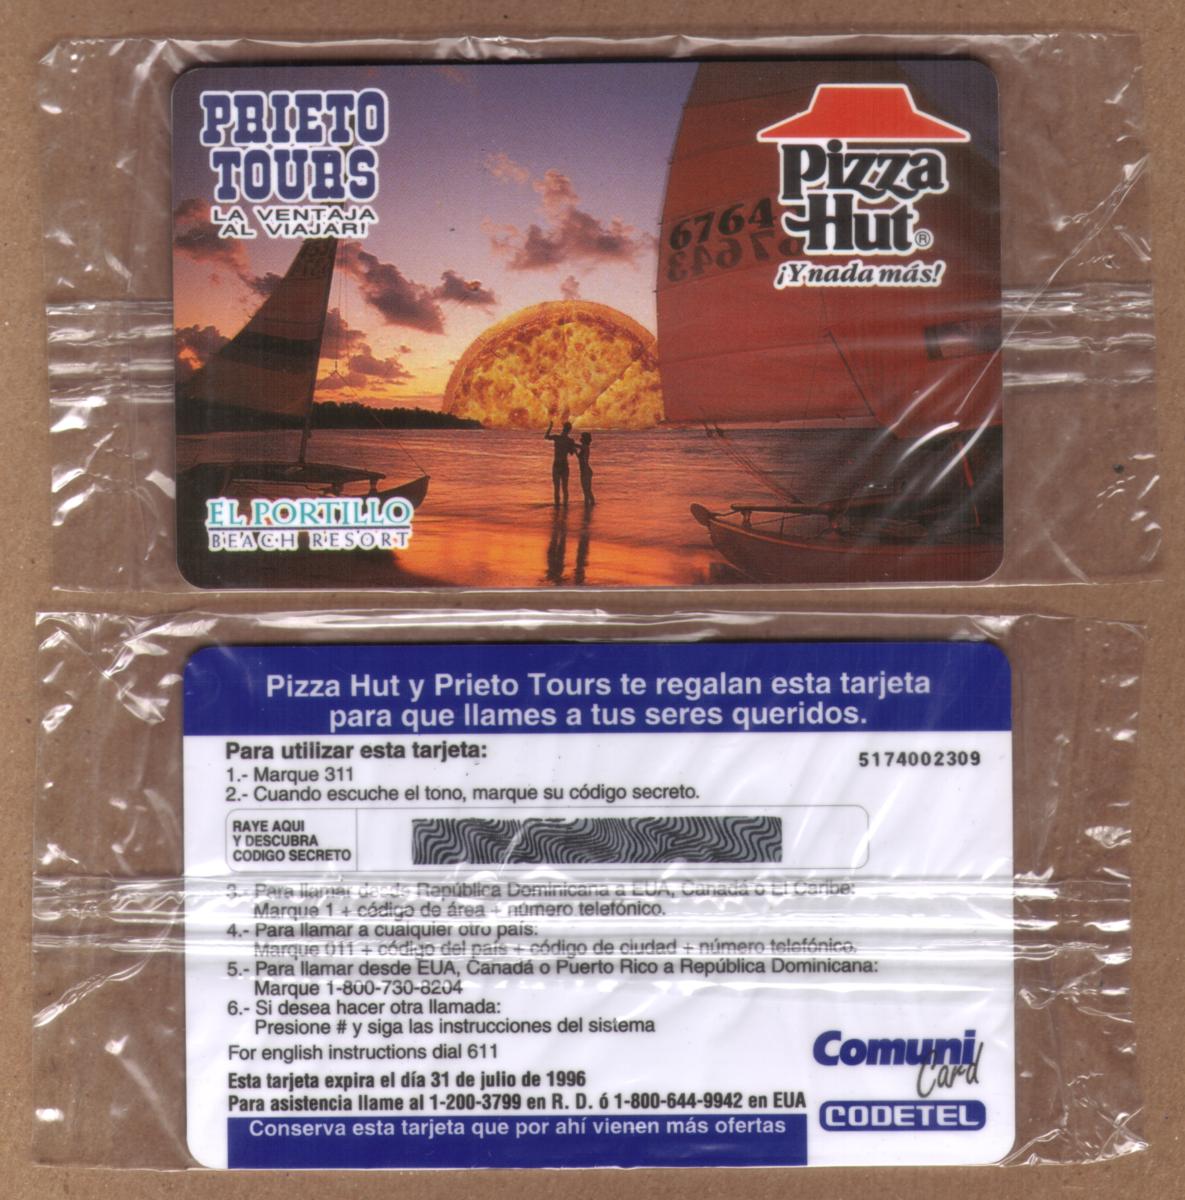 PRIETO
TOURS
LA VENTAJA
AL VIAJAR!
Pizza
Hut®
¡Y nada más!
6764
67643
EL PORTILLO
BEACH RESORT
Pizza Hut y Prieto Tours te regalan esta tarjeta
para que llames a tus seres queridos.
Para utilizar esta tarjeta:
5174002309
1.- Marque 311
2.- Cuando escuche el tono, marque su código secreto.
RAYE AQUI
Y DESCUBRA
CODIGO SECRETO
3.- Para llamar desde República Dominicana a EUA, Canadá o El Caribe:
Marque 1 + código de área + número telefónico.
4.- Para llamar a cualquier otro país:
Marque 011 + código del país + código de ciudad + número telefónico.
5.- Para llamar desde EUA, Canadá o Puerto Rico a República Dominicana:
Marque 1-800-730-8204
6.- Si desea hacer otra llamada:
Presione # y siga las instrucciones del sistema
For english instructions dial 611
Esta tarjeta expira el día 31 de julio de 1996
Para asistencia llame al 1-200-3799 en R. D. ó 1-800-644-9942 en EUA
Conserva esta tarjeta que por ahí vienen más ofertas
Comuni
Card
CODETEL